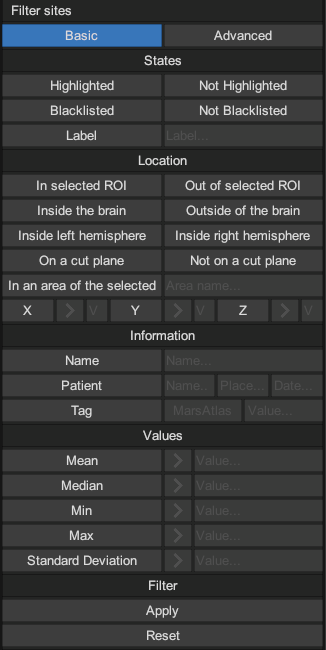 Filter sites
Basic Advanced
States
Highlighted Not Highlighted
Blacklisted Not Blacklisted
Label Label...
Location
In selected ROI Out of selected ROI
Inside the brain Outside of the brain
Inside left hemisphere Inside right hemisphere
On a cut plane Not on a cut plane
In an area of the selected Area name...
X > V Y > V Z > V
Information
Name Name...
Patient Name.. Place... Date...
Tag MarsAtlas Value...
Values
Mean > Value...
Median > Value...
Min > Value...
Max > Value...
Standard Deviation > Value...
Filter
Apply
Reset